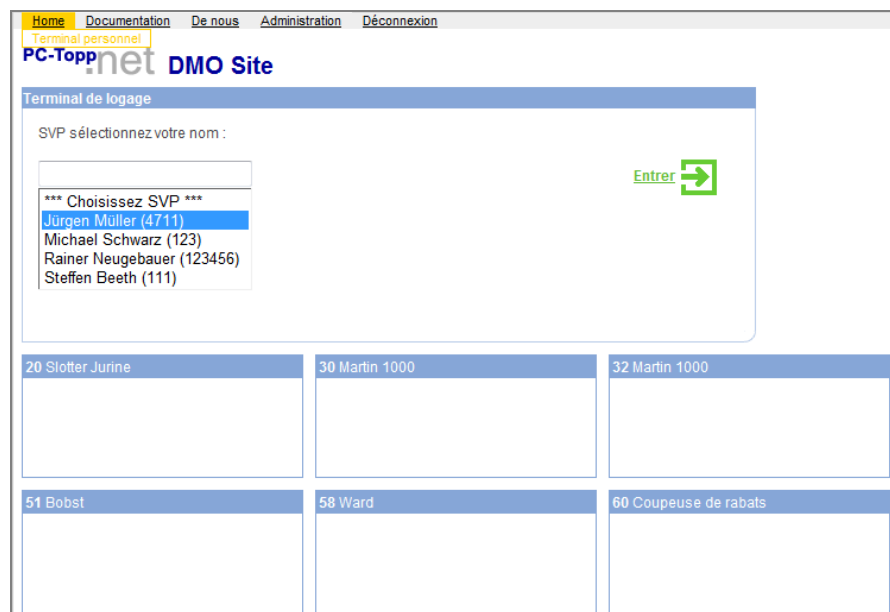 Home Documentation De nous Administration Déconnexion
Terminal personnel
PC-Topp.net DMO Site
Terminal de logage
SVP sélectionnez votre nom :
Entrer
*** Choisissez SVP ***
Jürgen Müller (4711)
Michael Schwarz (123)
Rainer Neugebauer (123456)
Steffen Beeth (111)
20 Slotter Jurine 30 Martin 1000 32 Martin 1000
51 Bobst 58 Ward 60 Coupeuse de rabats